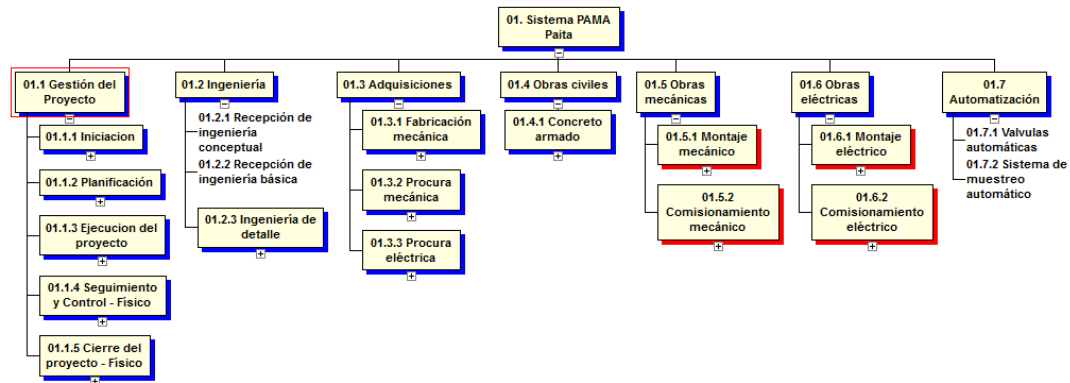 01. Sistema PAMA
Paita
01.1 Gestión del
Proyecto
01.2 Ingeniería
01.3 Adquisiciones
01.4 Obras civiles
01.5 Obras
mecánicas
01.6 Obras
eléctricas
01.7
Automatización
01.1.1 Iniciacion
01.1.2 Planificación
01.1.3 Ejecucion del
proyecto
01.1.4 Seguimiento
y Control - Físico
01.1.5 Cierre del
proyecto - Físico
01.2.1 Recepción de
ingeniería
conceptual
01.2.2 Recepción de
ingeniería básica
01.2.3 Ingeniería de
detalle
01.3.1 Fabricación
mecánica
01.3.2 Procura
mecánica
01.3.3 Procura
eléctrica
01.4.1 Concreto
armado
01.5.1 Montaje
mecánico
01.5.2
Comisionamiento
mecánico
01.6.1 Montaje
eléctrico
01.6.2
Comisionamiento
eléctrico
01.7.1 Valvulas
automáticas
01.7.2 Sistema de
muestreo
automático